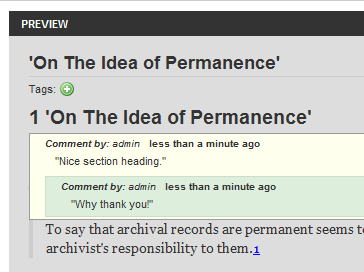 PREVIEW
'On The Idea of Permanence'
Tags:
1 'On The Idea of Permanence'
Comment by: admin less than a minute ago
"Nice section heading."
Comment by: admin less than a minute ago
"Why thank you!"
To say that archival records are permanent seems
archivist's responsibility to them.1